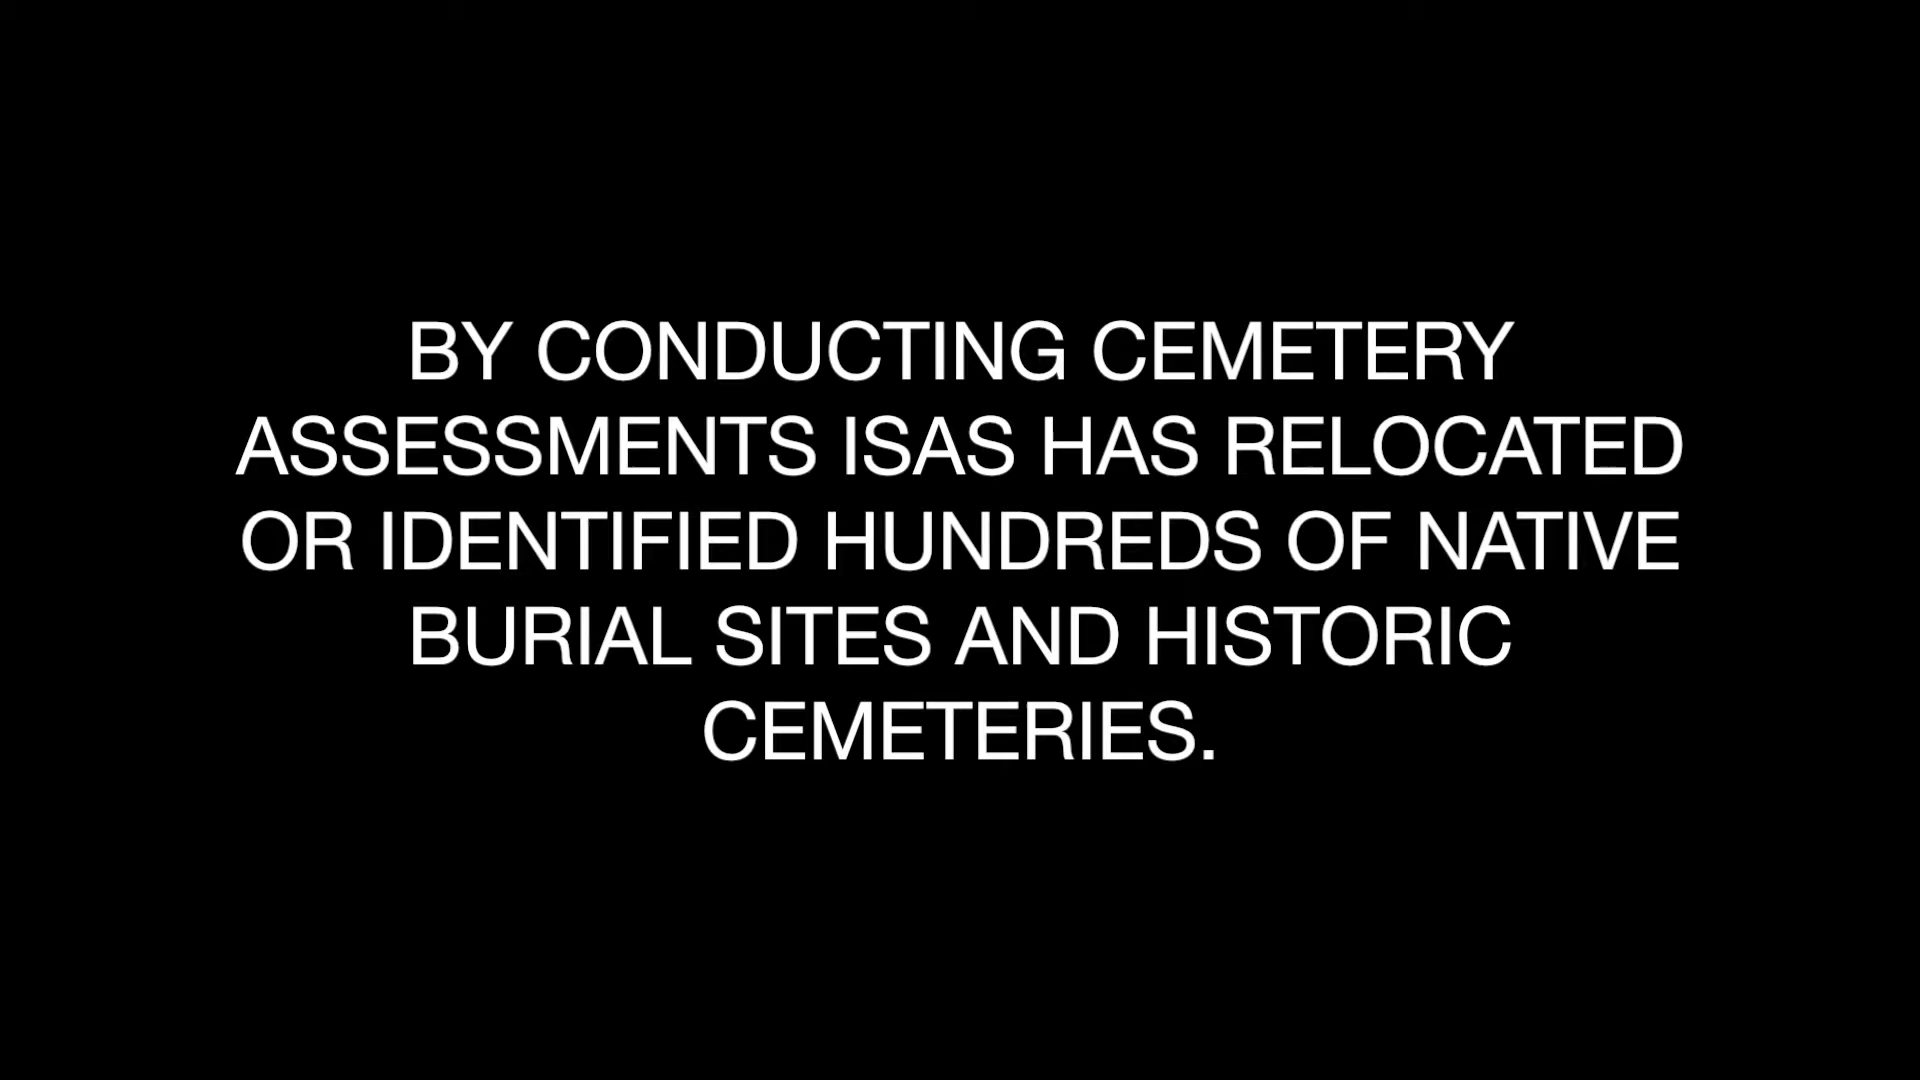 BY CONDUCTING CEMETERY
ASSESSMENTS ISAS HAS RELOCATED
OR IDENTIFIED HUNDREDS OF NATIVE
BURIAL SITES AND HISTORIC
CEMETERIES.